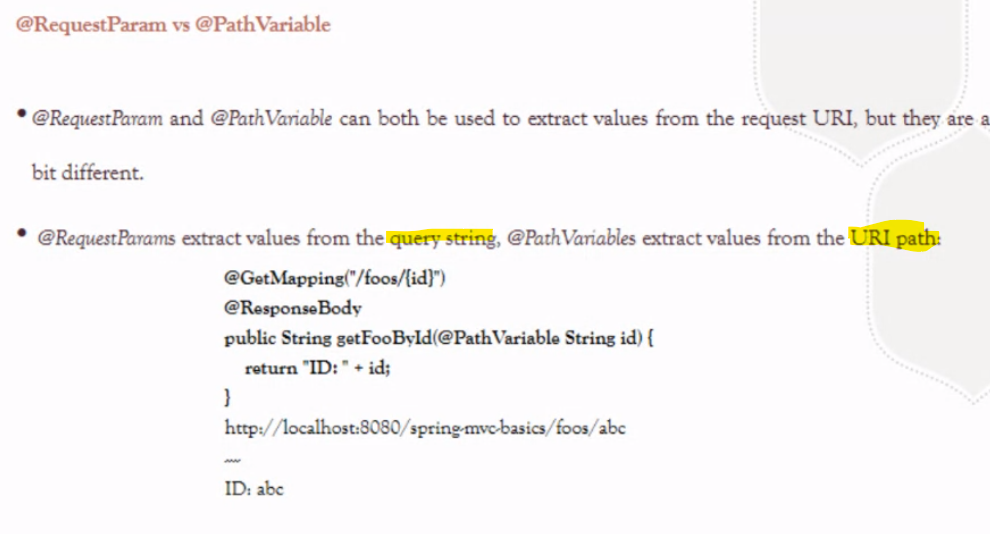 @RequestParam vs @PathVariable
• @RequestParam and @PathVariable can both be used to extract values from the request URI, but they are a
bit different.
• @RequestParams extract values from the query string, @PathVariables extract values from the URI path:
@GetMapping("/foos/{id}")
@ResponseBody
public String getFooById(@PathVariable String id) {
return "ID: " + id;
}
http://localhost:8080/spring-mvc-basics/foos/abc
----
ID: abc